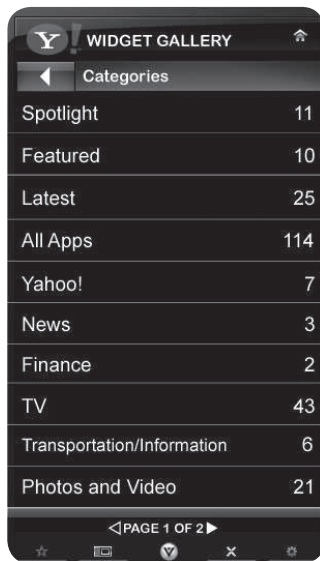 Y! WIDGET GALLERY
Categories
Spotlight 11
Featured 10
Latest 25
All Apps 114
Yahoo! 7
News 3
Finance 2
TV 43
Transportation/Information 6
Photos and Video 21
◁PAGE 1 OF 2▶